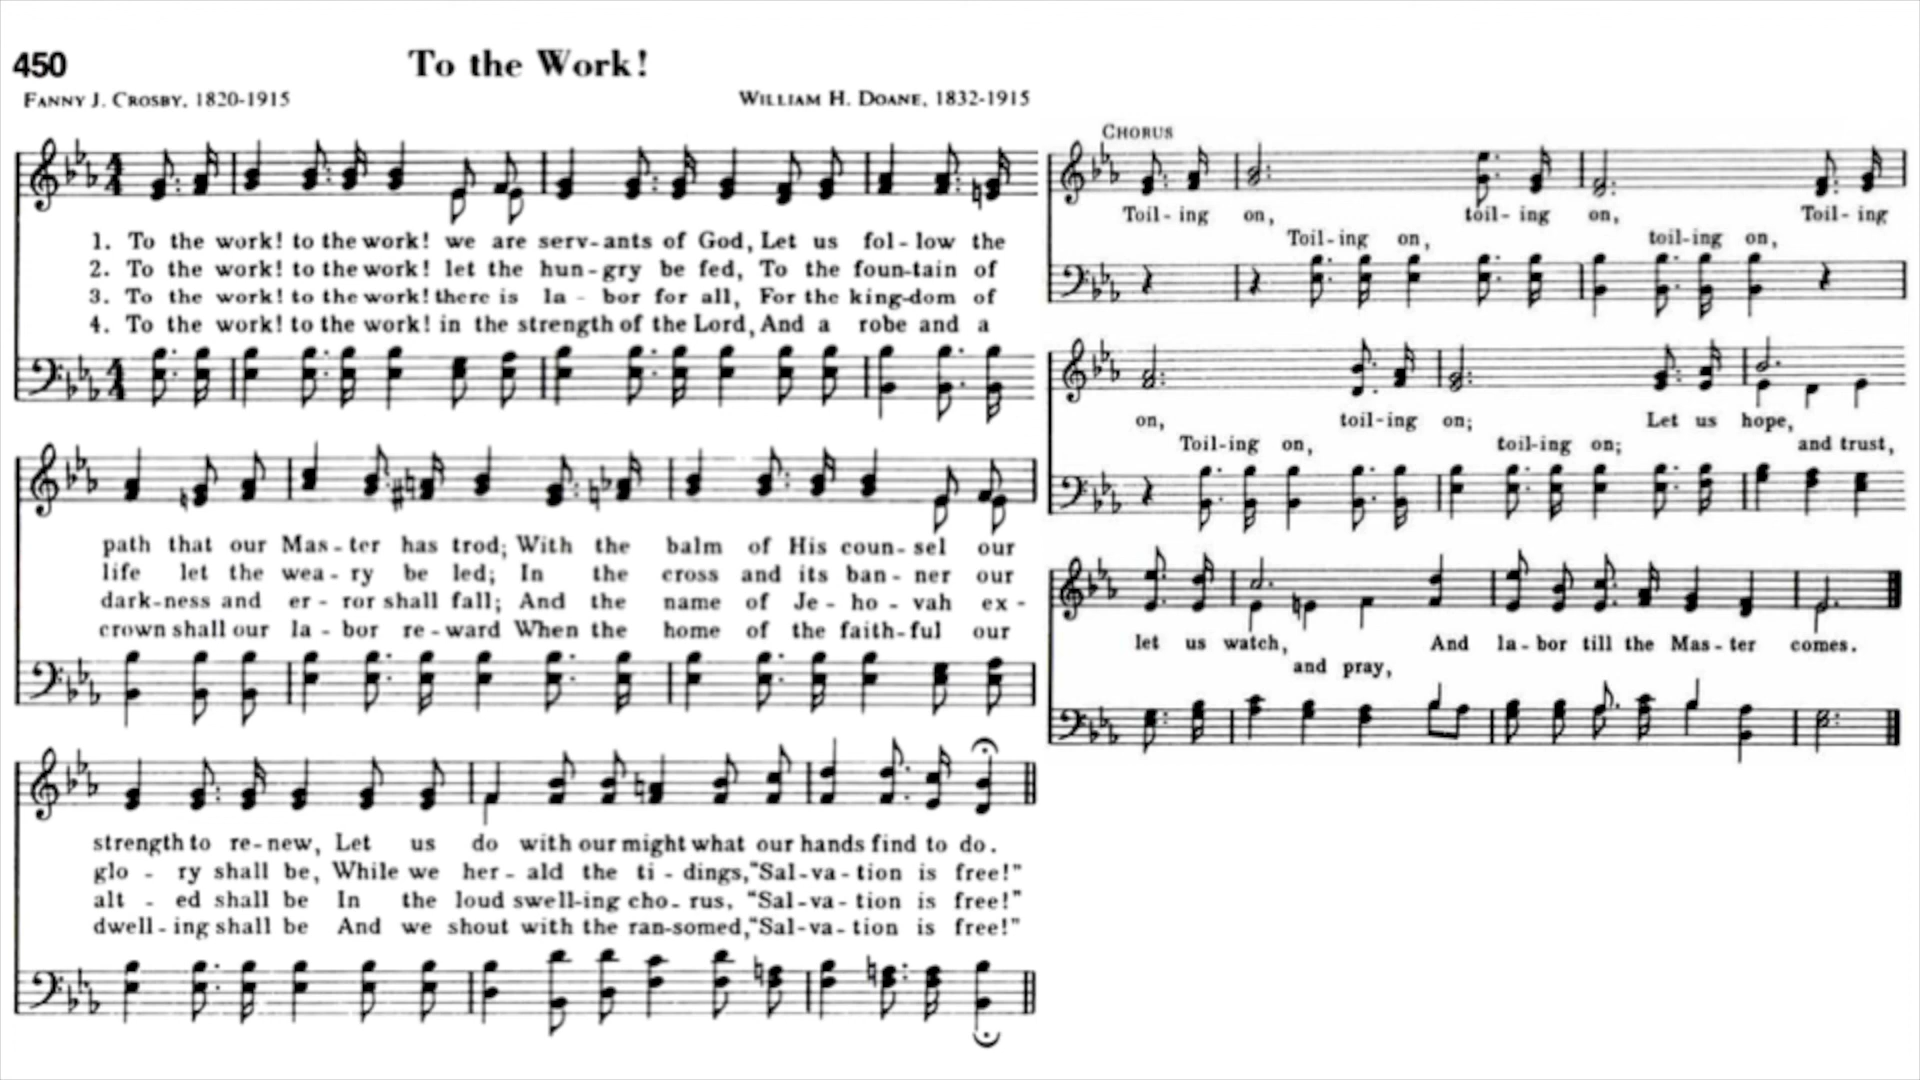 450
To the Work!
FANNY J. CROSBY, 1820-1915
WILLIAM H. DOANE, 1832-1915
1. To the work! to the work! we are serv-ants of God, Let us fol-low the
2. To the work! to the work! let the hun-gry be fed, To the foun-tain of
3. To the work! to the work! there is la - bor for all, For the king-dom of
4. To the work! to the work! in the strength of the Lord, And a robe and a
path that our Mas-ter has trod; With the balm of His coun-sel our
life let the wea-ry be led; In the cross and its ban-ner our
dark-ness and er-ror shall fall; And the name of Je-ho-vah ex-
crown shall our la-bor re-ward When the home of the faith-ful our
strength to re-new, Let us do with our might what our hands find to do.
glo - ry shall be, While we her-ald the ti-dings, "Sal-va-tion is free!"
alt - ed shall be In the loud swell-ing cho-rus, "Sal-va-tion is free!"
dwell-ing shall be And we shout with the ran-somed, "Sal-va-tion is free!"
CHORUS
Toil-ing on, toil-ing on, Toil-ing
Toil-ing on, toil-ing on,
on, toil-ing on; Let us hope,
Toil-ing on, toil-ing on; and trust,
let us watch, And la-bor till the Mas-ter comes.
and pray,